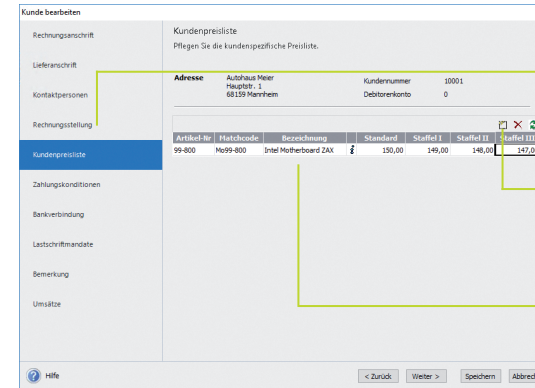 Kunde bearbeiten
Rechnungsanschrift
Lieferanschrift
Kontaktpersonen
Rechnungsstellung
Kundenpreisliste
Zahlungskonditionen
Bankverbindung
Lastschriftmandate
Bemerkung
Umsätze
Kundenpreisliste
Pflegen Sie die kundenspezifische Preisliste.
Adresse Autohaus Meier Kundennummer 10001
Hauptstr. 1
68159 Mannheim Debitorenkonto 0
Artikel-Nr Matchcode Bezeichnung Standard Staffel I Staffel II Staffel III
99-800 Mo99-800 Intel Motherboard ZAX i 150,00 149,00 148,00 147,0
Hilfe < Zurück Weiter > Speichern Abbrech